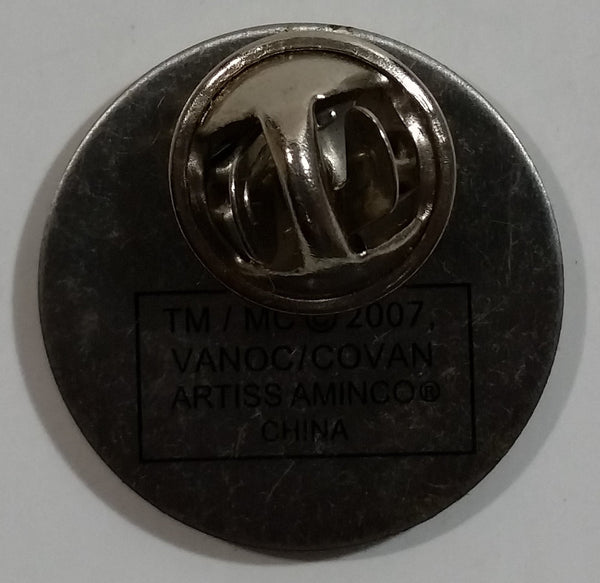 TM / MC © 2007,
VANOC/COVAN
ARTISS AMINCO®
CHINA